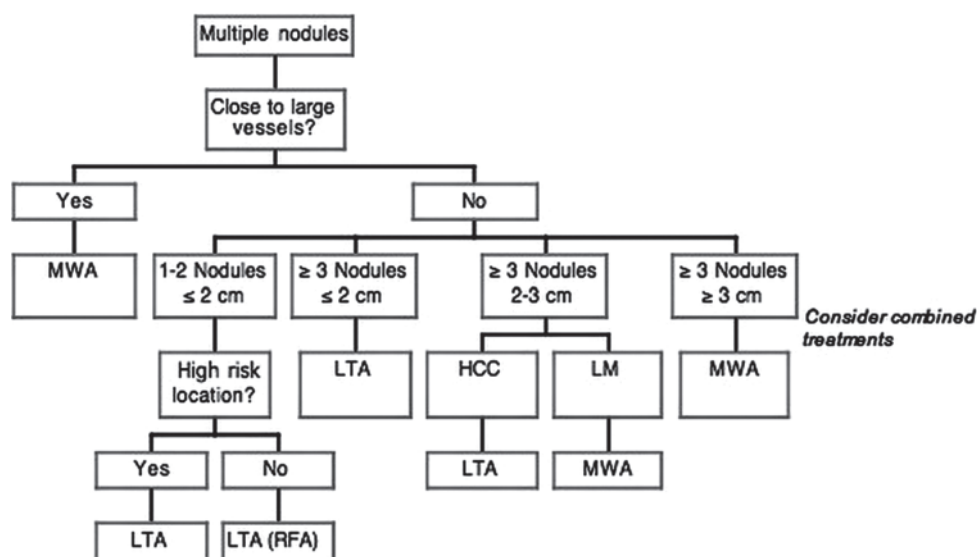 Multiple nodules
Close to large
vessels?
Yes
No
MWA
1-2 Nodules
≤ 2 cm
≥ 3 Nodules
≤ 2 cm
≥ 3 Nodules
2-3 cm
≥ 3 Nodules
≥ 3 cm
Consider combined
treatments
High risk
location?
LTA
HCC
LM
MWA
Yes
No
LTA
MWA
LTA
LTA (RFA)